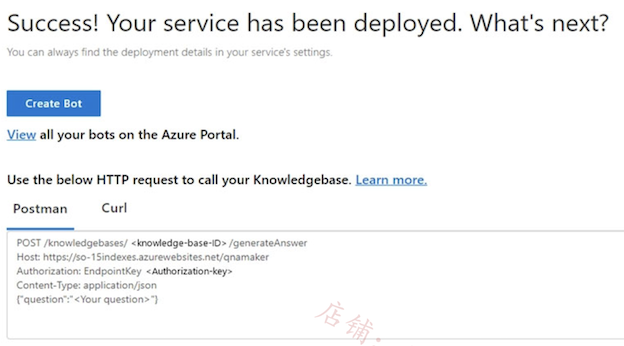 Success! Your service has been deployed. What's next?
You can always find the deployment details in your service's settings.
Create Bot
View all your bots on the Azure Portal.
Use the below HTTP request to call your Knowledgebase. Learn more.
Postman Curl
POST /knowledgebases/ <knowledge-base-ID> /generateAnswer
Host: https://so-15indexes.azurewebsites.net/qnamaker
Authorization: EndpointKey <Authorization-key>
Content-Type: application/json
{"question":"<Your question>"}
店铺·